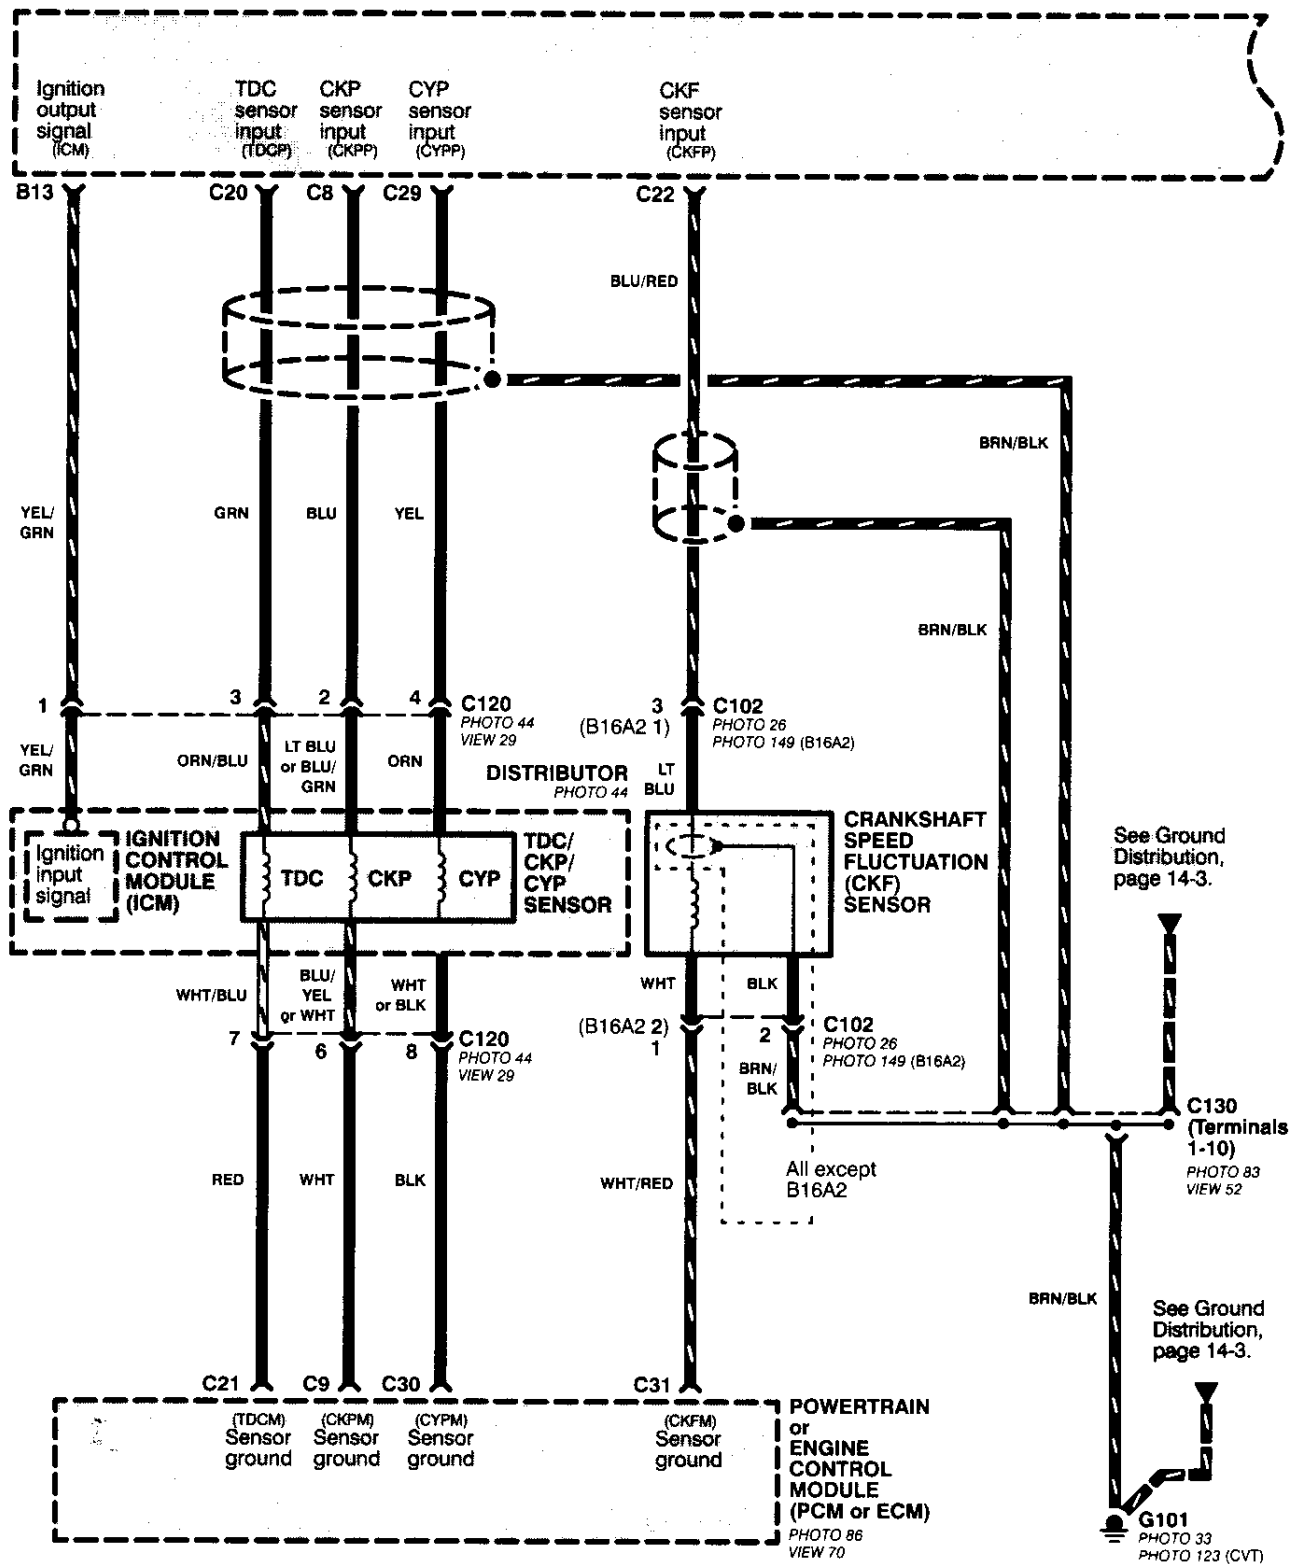 Ignition
output
signal
(ICM)
TDC
sensor
input
(TDCP)
CKP
sensor
input
(CKPP)
CYP
sensor
input
(CYPP)
CKF
sensor
input
(CKFP)
B13
C20
C8
C29
C22
BLU/RED
BRN/BLK
YEL/
GRN
GRN
BLU
YEL
BRN/BLK
1
3
2
4
C120
PHOTO 44
VIEW 29
3
(B16A2 1)
C102
PHOTO 26
PHOTO 149 (B16A2)
YEL/
GRN
ORN/BLU
LT BLU
or BLU/
GRN
ORN
DISTRIBUTOR
PHOTO 44
LT
BLU
Ignition
input
signal
IGNITION
CONTROL
MODULE
(ICM)
TDC
CKP
CYP
TDC/
CKP/
CYP
SENSOR
CRANKSHAFT
SPEED
FLUCTUATION
(CKF)
SENSOR
See Ground
Distribution,
page 14-3.
WHT/BLU
BLU/
YEL
or WHT
WHT
or BLK
WHT
BLK
7
6
8
C120
PHOTO 44
VIEW 29
(B16A2 2)
1
2
C102
PHOTO 26
PHOTO 149 (B16A2)
BRN/
BLK
C130
(Terminals
1-10)
PHOTO 83
VIEW 52
All except
B16A2
RED
WHT
BLK
WHT/RED
BRN/BLK
See Ground
Distribution,
page 14-3.
C21
C9
C30
C31
(TDCM)
Sensor
ground
(CKPM)
Sensor
ground
(CYPM)
Sensor
ground
(CKFM)
Sensor
ground
POWERTRAIN
or
ENGINE
CONTROL
MODULE
(PCM or ECM)
PHOTO 86
VIEW 70
G101
PHOTO 33
PHOTO 123 (CVT)